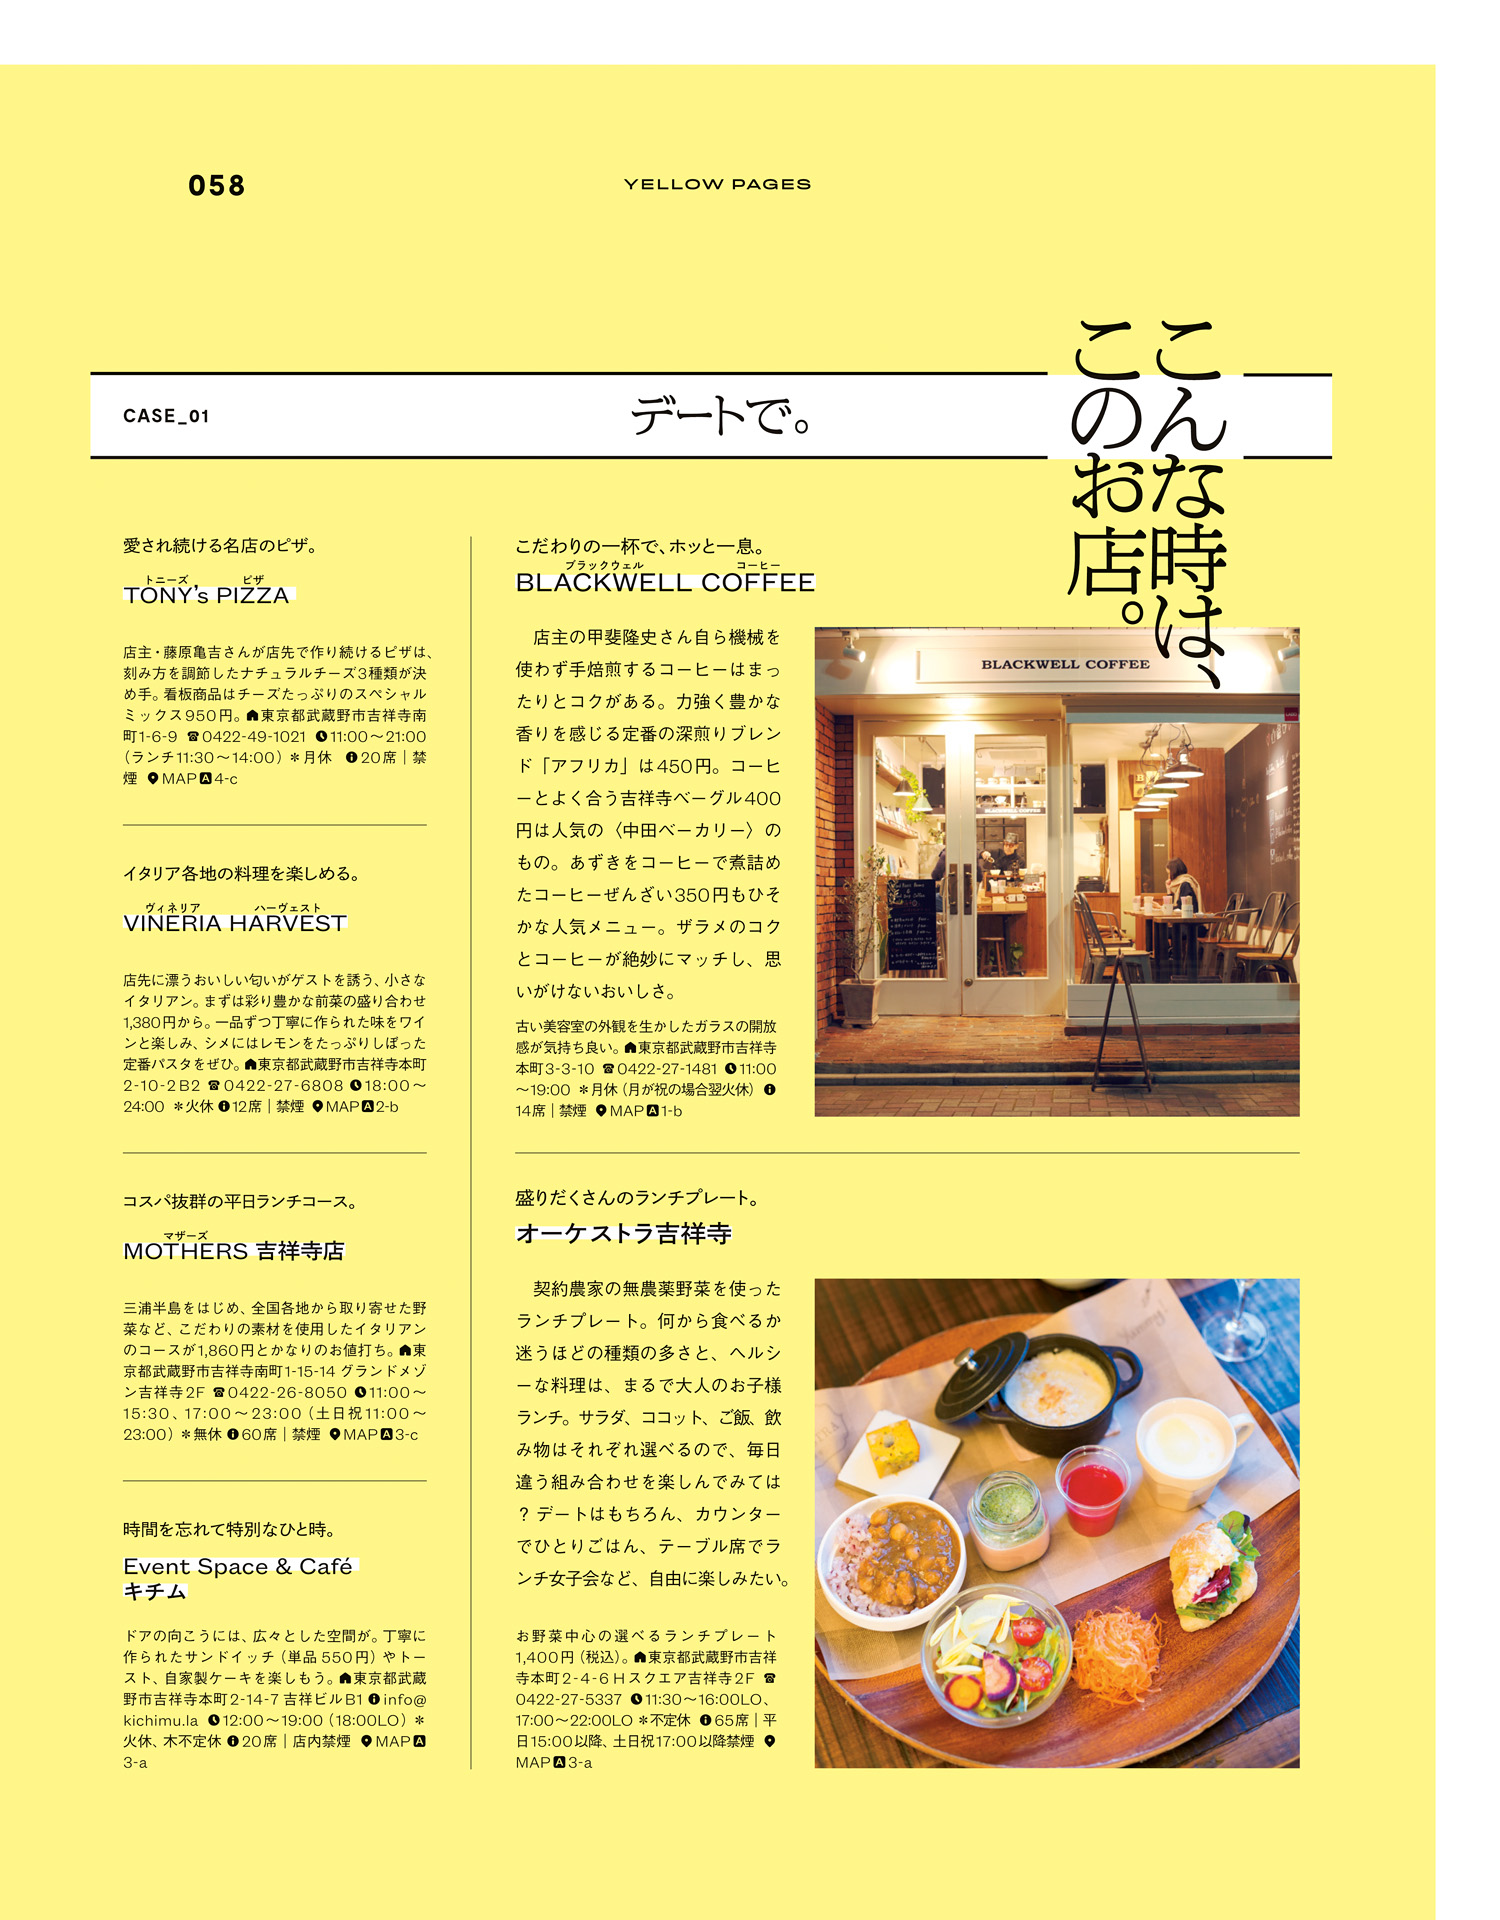 058
YELLOW PAGES
こんな時は、
このお店。
CASE_01
デートで。
愛され続ける名店のピザ。
トニーズ ピザ
TONY's PIZZA
店主・藤原亀吉さんが店先で作り続けるピザは、
刻み方を調節したナチュラルチーズ3種類が決
め手。看板商品はチーズたっぷりのスペシャル
ミックス950円。東京都武蔵野市吉祥寺南
町1-6-9 ☎0422-49-1021 11:00〜21:00
（ランチ11:30〜14:00）＊月休 20席｜禁
煙 MAP A 4-c
イタリア各地の料理を楽しめる。
ヴィネリア ハーヴェスト
VINERIA HARVEST
店先に漂うおいしい匂いがゲストを誘う、小さな
イタリアン。まずは彩り豊かな前菜の盛り合わせ
1,380円から。一品ずつ丁寧に作られた味をワイ
ンと楽しみ、シメにはレモンをたっぷりしぼった
定番パスタをぜひ。東京都武蔵野市吉祥寺本町
2-10-2 B2 ☎0422-27-6808 18:00〜
24:00 ＊火休 12席｜禁煙 MAP A 2-b
コスパ抜群の平日ランチコース。
マザーズ
MOTHERS 吉祥寺店
三浦半島をはじめ、全国各地から取り寄せた野
菜など、こだわりの素材を使用したイタリアン
のコースが1,860円とかなりのお値打ち。東
京都武蔵野市吉祥寺南町1-15-14 グランドメゾ
ン吉祥寺2F ☎0422-26-8050 11:00〜
15:30、17:00〜23:00（土日祝11:00〜
23:00）＊無休 60席｜禁煙 MAP A 3-c
時間を忘れて特別なひと時。
Event Space & Café
キチム
ドアの向こうには、広々とした空間が。丁寧に
作られたサンドイッチ（単品550円）やトー
スト、自家製ケーキを楽しもう。東京都武蔵
野市吉祥寺本町2-14-7 吉祥ビルB1 info@
kichimu.la 12:00〜19:00（18:00LO）＊
火休、木不定休 20席｜店内禁煙 MAP A
3-a
こだわりの一杯で、ホッと一息。
ブラックウェル コーヒー
BLACKWELL COFFEE
店主の甲斐隆史さん自ら機械を
使わず手焙煎するコーヒーはまっ
たりとコクがある。力強く豊かな
香りを感じる定番の深煎りブレン
ド「アフリカ」は450円。コーヒ
ーとよく合う吉祥寺ベーグル400
円は人気の〈中田ベーカリー〉の
もの。あずきをコーヒーで煮詰め
たコーヒーぜんざい350円もひそ
かな人気メニュー。ザラメのコク
とコーヒーが絶妙にマッチし、思
いがけないおいしさ。
古い美容室の外観を生かしたガラスの開放
感が気持ち良い。東京都武蔵野市吉祥寺
本町3-3-10 ☎0422-27-1481 11:00
〜19:00 ＊月休（月が祝の場合翌火休）
14席｜禁煙 MAP A 1-b
BLACKWELL COFFEE
盛りだくさんのランチプレート。
オーケストラ吉祥寺
契約農家の無農薬野菜を使った
ランチプレート。何から食べるか
迷うほどの種類の多さと、ヘルシ
ーな料理は、まるで大人のお子様
ランチ。サラダ、ココット、ご飯、飲
み物はそれぞれ選べるので、毎日
違う組み合わせを楽しんでみては
？デートはもちろん、カウンター
でひとりごはん、テーブル席でラ
ンチ女子会など、自由に楽しみたい。
お野菜中心の選べるランチプレート
1,400円（税込）。東京都武蔵野市吉祥
寺本町2-4-6 Hスクエア吉祥寺2F ☎
0422-27-5337 11:30〜16:00LO、
17:00〜22:00LO ＊不定休 65席｜平
日15:00以降、土日祝17:00以降禁煙
MAP A 3-a